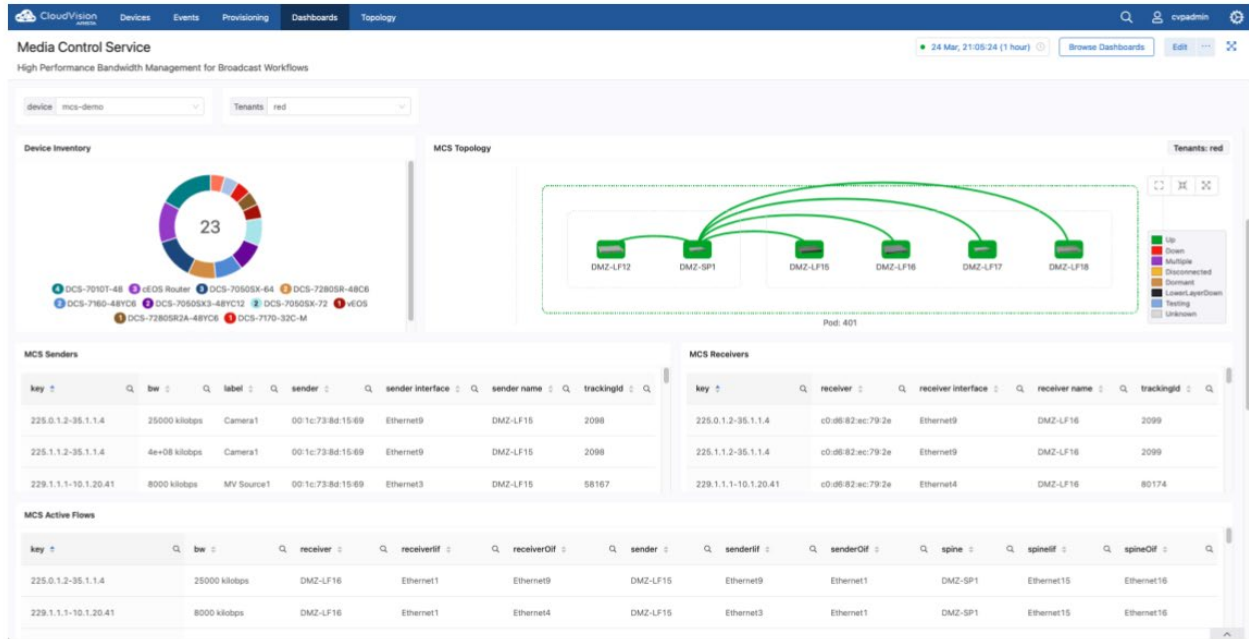 CloudVision Devices Events Provisioning Dashboards Topology cvpadmin
ARISTA
Media Control Service 24 Mar, 21:05:24 (1 hour) Browse Dashboards Edit ...
High Performance Bandwidth Management for Broadcast Workflows
device mcs-demo Tenants red
Device Inventory
23
4 DCS-7010T-48 3 cEOS Router 3 DCS-7050SX-64 2 DCS-7280SR-48C6
2 DCS-7160-48YC6 2 DCS-7050SX3-48YC12 2 DCS-7050SX-72 1 vEOS
1 DCS-7280SR2A-48YC6 1 DCS-7170-32C-M
MCS Topology Tenants: red
DMZ-LF12 DMZ-SP1 DMZ-LF15 DMZ-LF16 DMZ-LF17 DMZ-LF18
Pod: 401
Up
Down
Multiple
Disconnected
Dormant
LowerLayerDown
Testing
Unknown
MCS Senders
key bw label sender sender interface sender name trackingId
225.0.1.2-35.1.1.4 25000 kilobps Camera1 00:1c:73:8d:15:69 Ethernet9 DMZ-LF15 2098
225.1.1.2-35.1.1.4 4e+08 kilobps Camera1 00:1c:73:8d:15:69 Ethernet9 DMZ-LF15 2098
229.1.1.1-10.1.20.41 8000 kilobps MV Source1 00:1c:73:8d:15:69 Ethernet3 DMZ-LF15 58167
MCS Receivers
key receiver receiver interface receiver name trackingId
225.0.1.2-35.1.1.4 c0:d6:82:ec:79:2e Ethernet9 DMZ-LF16 2099
225.1.1.2-35.1.1.4 c0:d6:82:ec:79:2e Ethernet9 DMZ-LF16 2099
229.1.1.1-10.1.20.41 c0:d6:82:ec:79:2e Ethernet4 DMZ-LF16 80174
MCS Active Flows
key bw receiver receiverIif receiverOif sender senderIif senderOif spine spineIif spineOif
225.0.1.2-35.1.1.4 25000 kilobps DMZ-LF16 Ethernet1 Ethernet9 DMZ-LF15 Ethernet9 Ethernet1 DMZ-SP1 Ethernet15 Ethernet16
229.1.1.1-10.1.20.41 8000 kilobps DMZ-LF16 Ethernet1 Ethernet4 DMZ-LF15 Ethernet3 Ethernet1 DMZ-SP1 Ethernet15 Ethernet16